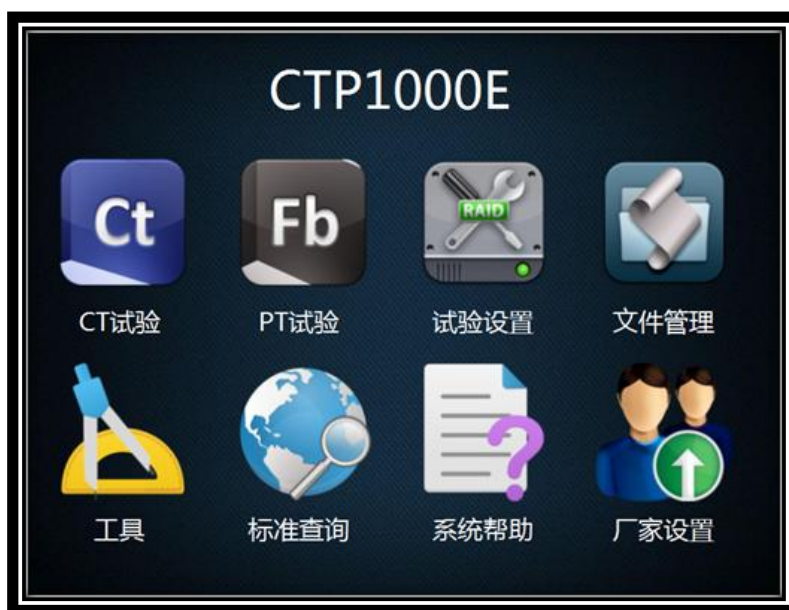 CTP1000E
Ct
Fb
RAID
CT试验
PT试验
试验设置
文件管理
工具
标准查询
系统帮助
厂家设置